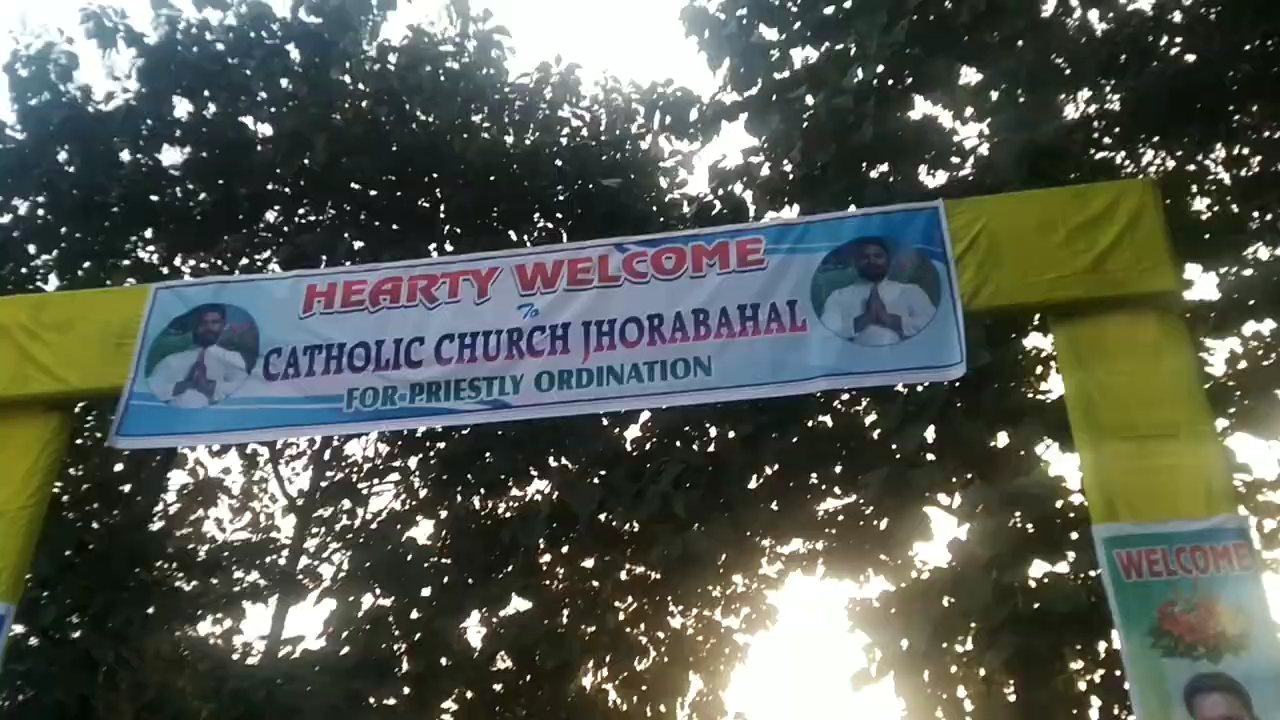 HEARTY WELCOME
To
CATHOLIC CHURCH JHORABAHAL
FOR PRIESTLY ORDINATION
WELCOME